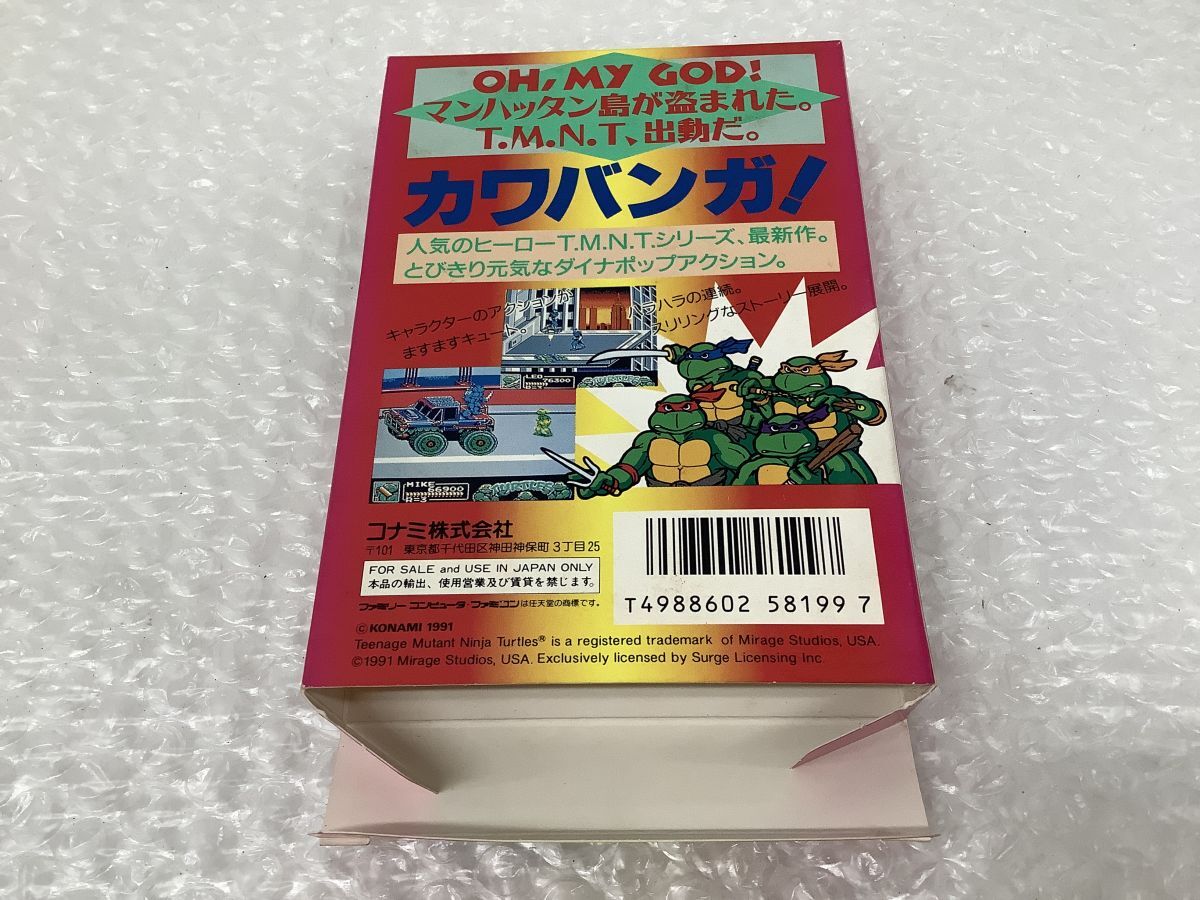 OH, MY GOD!
マンハッタン島が盗まれた。
T.M.N.T、出動だ。
カワバンガ!
人気のヒーローT.M.N.T.シリーズ、最新作。
とびきり元気なダイナポップアクション。
キャラクターのアクションが
ますますキュート。
ハラハラの連続。
スリリングなストーリー展開。
LEO
76300
R=3
TURTLES
MIKE
66900
R=3
TURTLES
コナミ株式会社
〒101 東京都千代田区神田神保町3丁目25
FOR SALE and USE IN JAPAN ONLY
本品の輸出、使用営業及び賃貸を禁じます。
ファミリーコンピュータ・ファミコンは任天堂の商標です。
T4988602 58199 7
©KONAMI 1991
Teenage Mutant Ninja Turtles® is a registered trademark of Mirage Studios, USA.
©1991 Mirage Studios, USA. Exclusively licensed by Surge Licensing Inc.